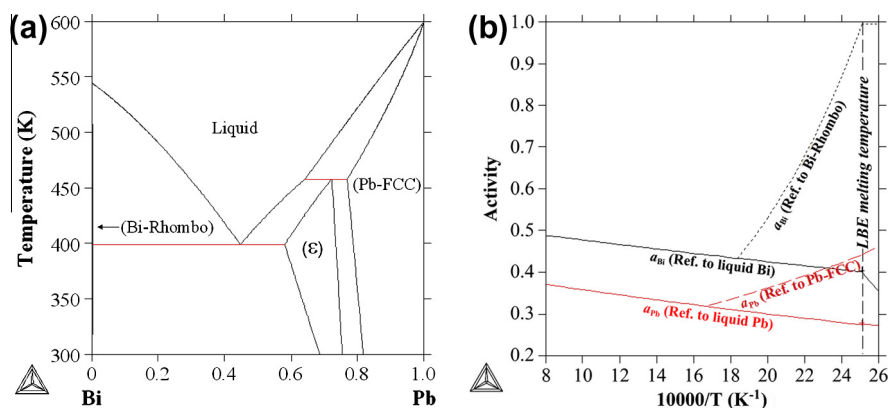 (a)
600
550
500
450
400
350
300
Temperature (K)
Liquid
(Pb-FCC)
(Bi-Rhombo)
(ε)
0 0.2 0.4 0.6 0.8 1.0
Bi Pb
(b)
1.0
0.9
0.8
0.7
0.6
0.5
0.4
0.3
0.2
Activity
aBi (Ref. to Bi-Rhombo)
LBE melting temperature
aBi (Ref. to liquid Bi)
aPb (Ref. to Pb-FCC)
aPb (Ref. to liquid Pb)
8 10 12 14 16 18 20 22 24 26
10000/T (K⁻¹)